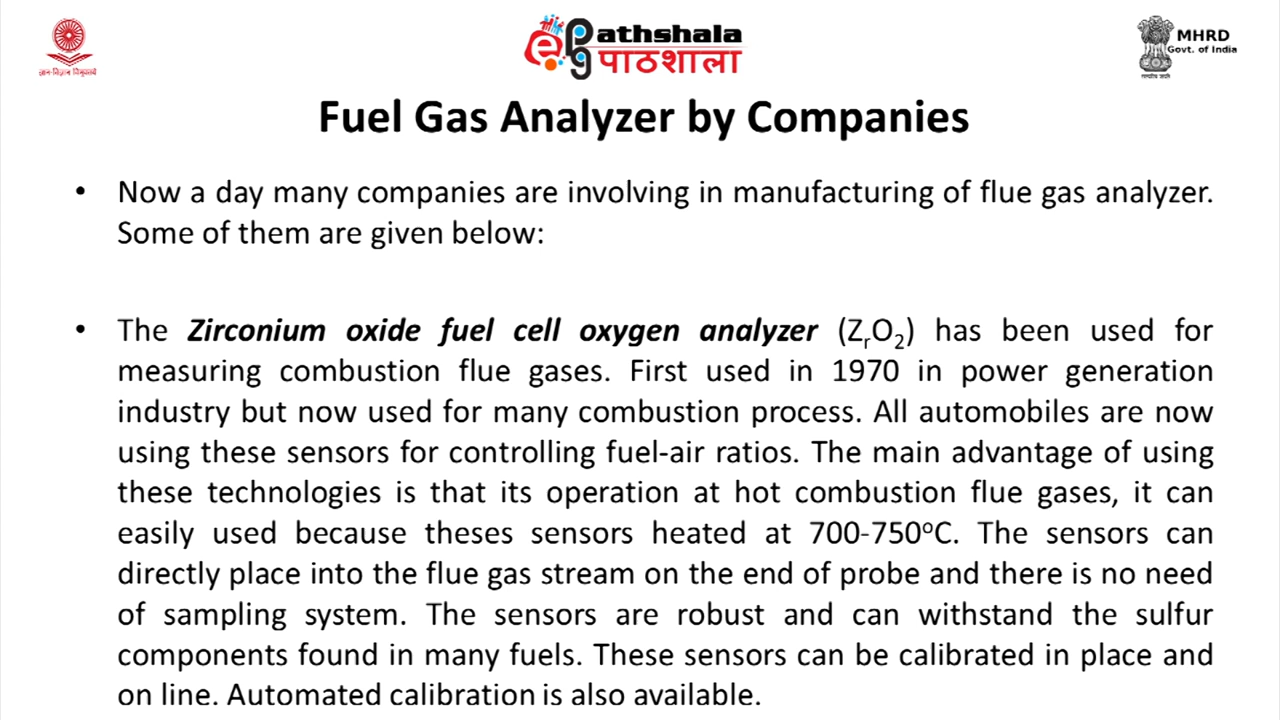 ज्ञान-विज्ञान विमुक्तये
ePG Pathshala
पाठशाला
MHRD
Govt. of India
सत्यमेव जयते
Fuel Gas Analyzer by Companies
• Now a day many companies are involving in manufacturing of flue gas analyzer.
Some of them are given below:
• The Zirconium oxide fuel cell oxygen analyzer (ZrO2) has been used for
measuring combustion flue gases. First used in 1970 in power generation
industry but now used for many combustion process. All automobiles are now
using these sensors for controlling fuel-air ratios. The main advantage of using
these technologies is that its operation at hot combustion flue gases, it can
easily used because theses sensors heated at 700-750°C. The sensors can
directly place into the flue gas stream on the end of probe and there is no need
of sampling system. The sensors are robust and can withstand the sulfur
components found in many fuels. These sensors can be calibrated in place and
on line. Automated calibration is also available.